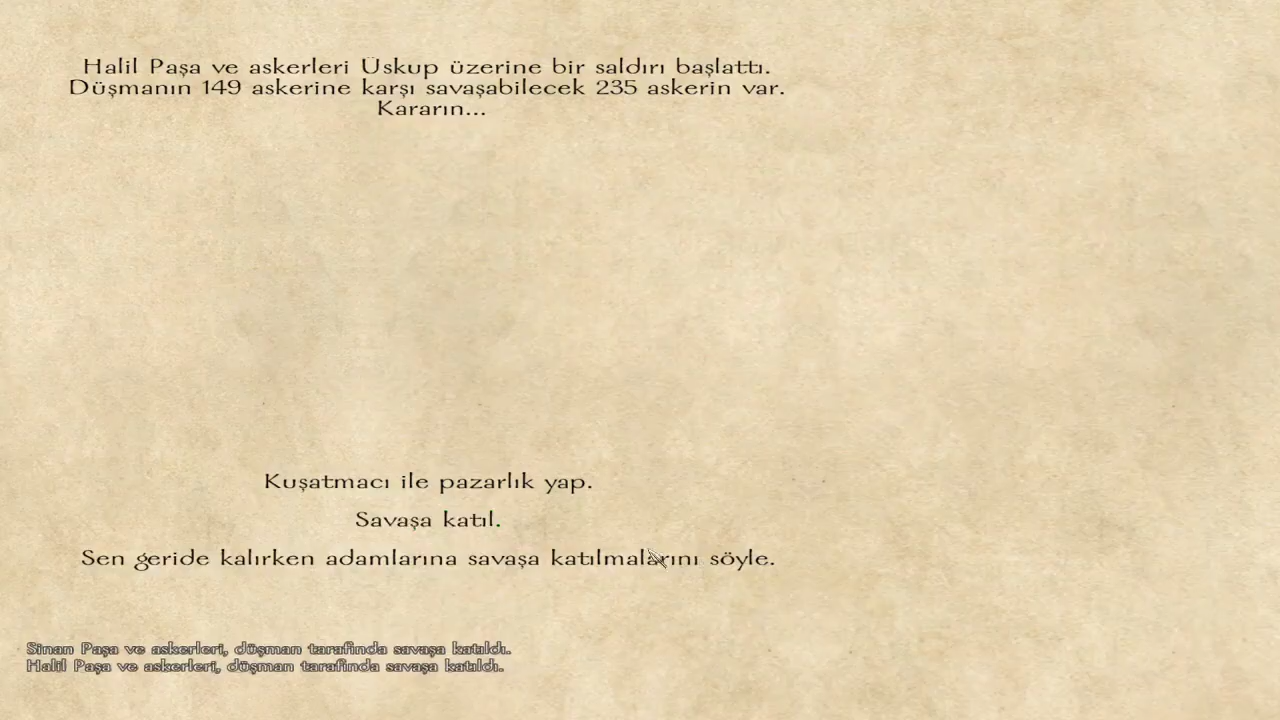 Halil Paşa ve askerleri Üskup üzerine bir saldırı başlattı.
Düşmanın 149 askerine karşı savaşabilecek 235 askerin var.
Kararın...
Kuşatmacı ile pazarlık yap.
Savaşa katıl.
Sen geride kalırken adamlarına savaşa katılmalarını söyle.
Sinan Paşa ve askerleri, düşman tarafında savaşa katıldı.
Halil Paşa ve askerleri, düşman tarafında savaşa katıldı.